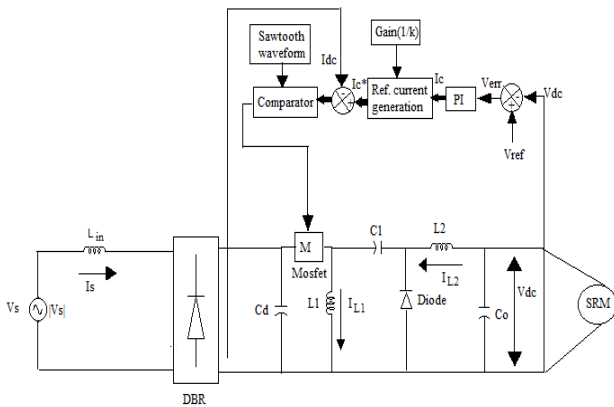 Sawtooth
waveform
Gain(1/k)
Idc
Comparator
Ic*
Ref. current
generation
Ic
PI
Verr
Vdc
Vref
Lin
Is
Vs
|Vs|
DBR
M
Mosfet
C1
L2
Cd
L1
IL1
Diode
IL2
Co
Vdc
SRM